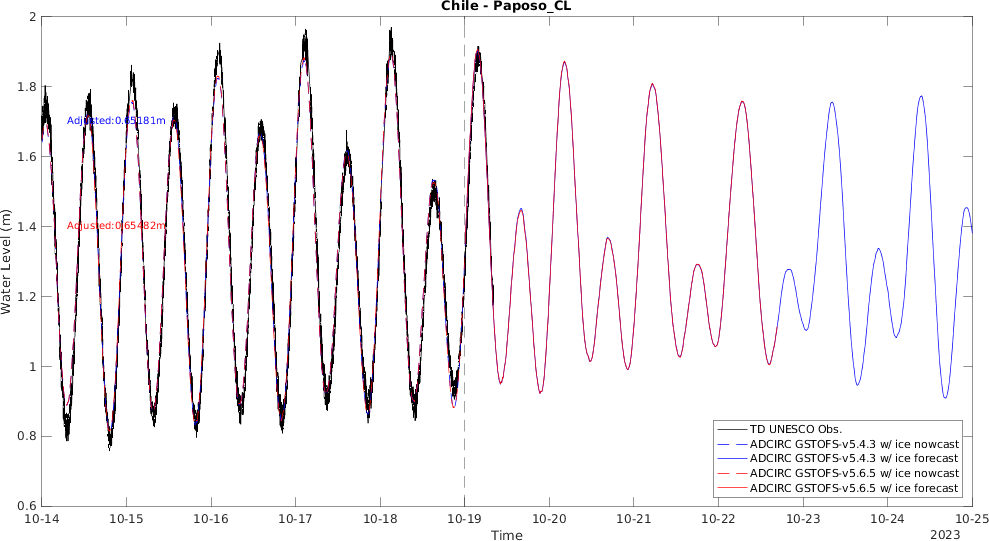 Chile - Paposo_CL
2
1.8
1.6
1.4
1.2
1
0.8
0.6
Water Level (m)
Adjusted:0.65181m
Adjusted:0.65482m
TD UNESCO Obs.
ADCIRC GSTOFS-v5.4.3 w/ ice nowcast
ADCIRC GSTOFS-v5.4.3 w/ ice forecast
ADCIRC GSTOFS-v5.6.5 w/ ice nowcast
ADCIRC GSTOFS-v5.6.5 w/ ice forecast
10-14 10-15 10-16 10-17 10-18 10-19 10-20 10-21 10-22 10-23 10-24 10-25
Time
2023